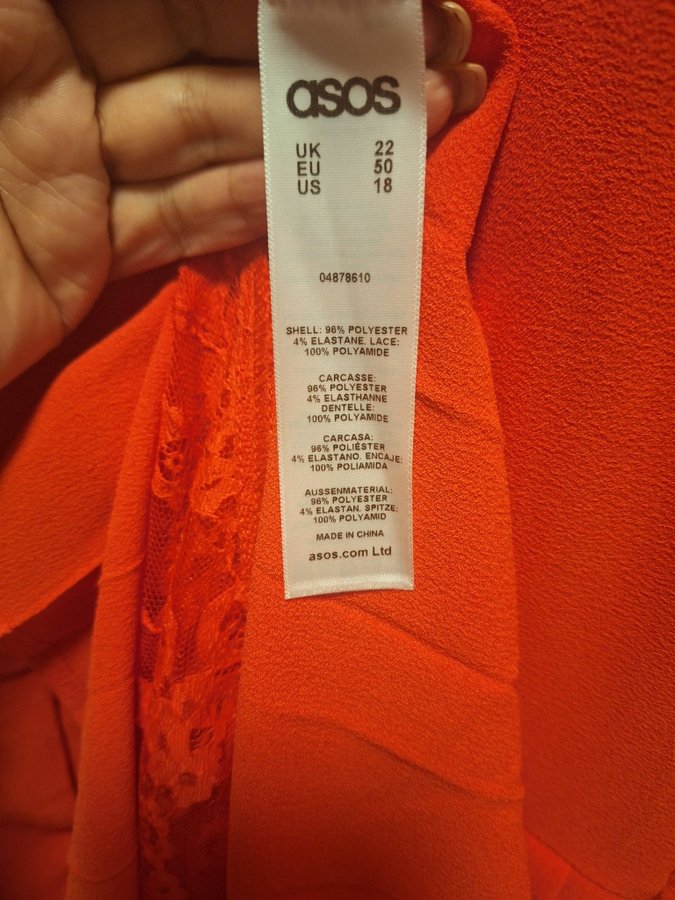 asos
UK 22
EU 50
US 18
04878610
SHELL: 96% POLYESTER
4% ELASTANE. LACE:
100% POLYAMIDE
CARCASSE:
96% POLYESTER
4% ELASTHANNE
DENTELLE:
100% POLYAMIDE
CARCASA:
96% POLIÉSTER
4% ELASTANO. ENCAJE:
100% POLIAMIDA
AUSSENMATERIAL:
96% POLYESTER
4% ELASTAN. SPITZE:
100% POLYAMID
MADE IN CHINA
asos.com Ltd